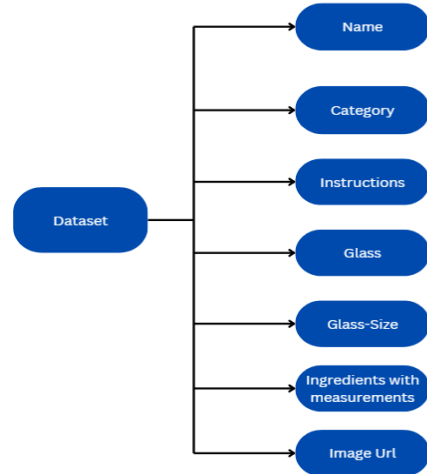 Name
Category
Instructions
Dataset
Glass
Glass-Size
Ingredients with
measurements
Image Url